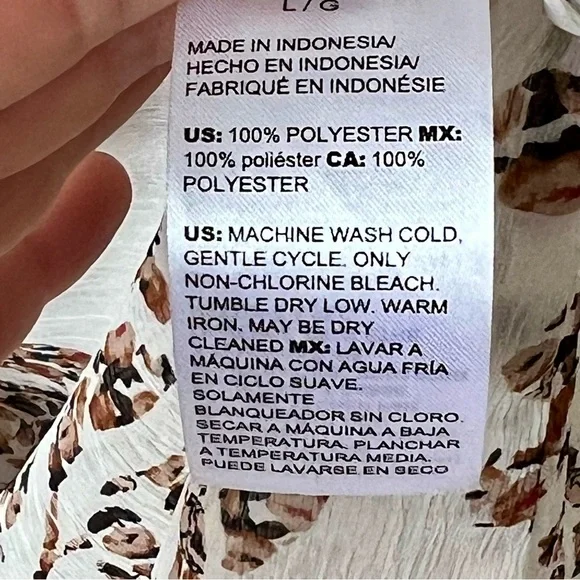 L / G
MADE IN INDONESIA/
HECHO EN INDONESIA/
FABRIQUÉ EN INDONÉSIE
US: 100% POLYESTER MX:
100% poliéster CA: 100%
POLYESTER
US: MACHINE WASH COLD,
GENTLE CYCLE. ONLY
NON-CHLORINE BLEACH.
TUMBLE DRY LOW. WARM
IRON. MAY BE DRY
CLEANED MX: LAVAR A
MÁQUINA CON AGUA FRÍA
EN CICLO SUAVE.
SOLAMENTE
BLANQUEADOR SIN CLORO.
SECAR A MÁQUINA A BAJA
TEMPERATURA. PLANCHAR
A TEMPERATURA MEDIA.
PUEDE LAVARSE EN SECO